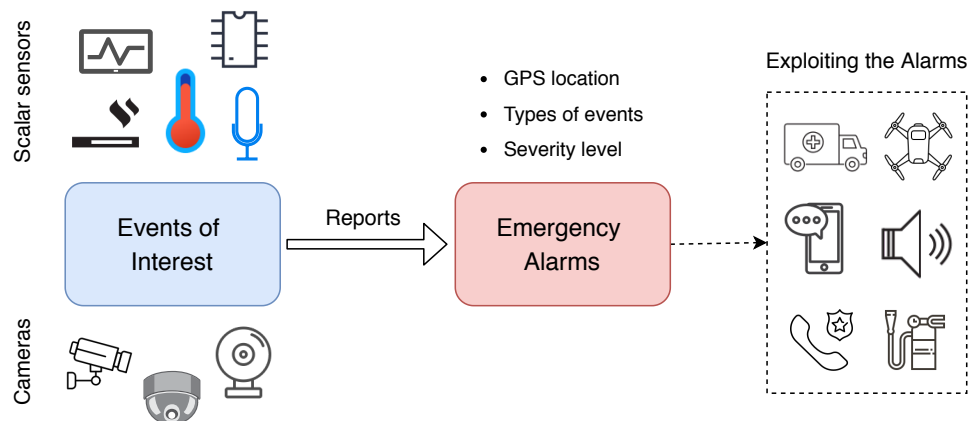 Scalar sensors
Events of
Interest
Cameras
Reports
• GPS location
• Types of events
• Severity level
Emergency
Alarms
Exploiting the Alarms